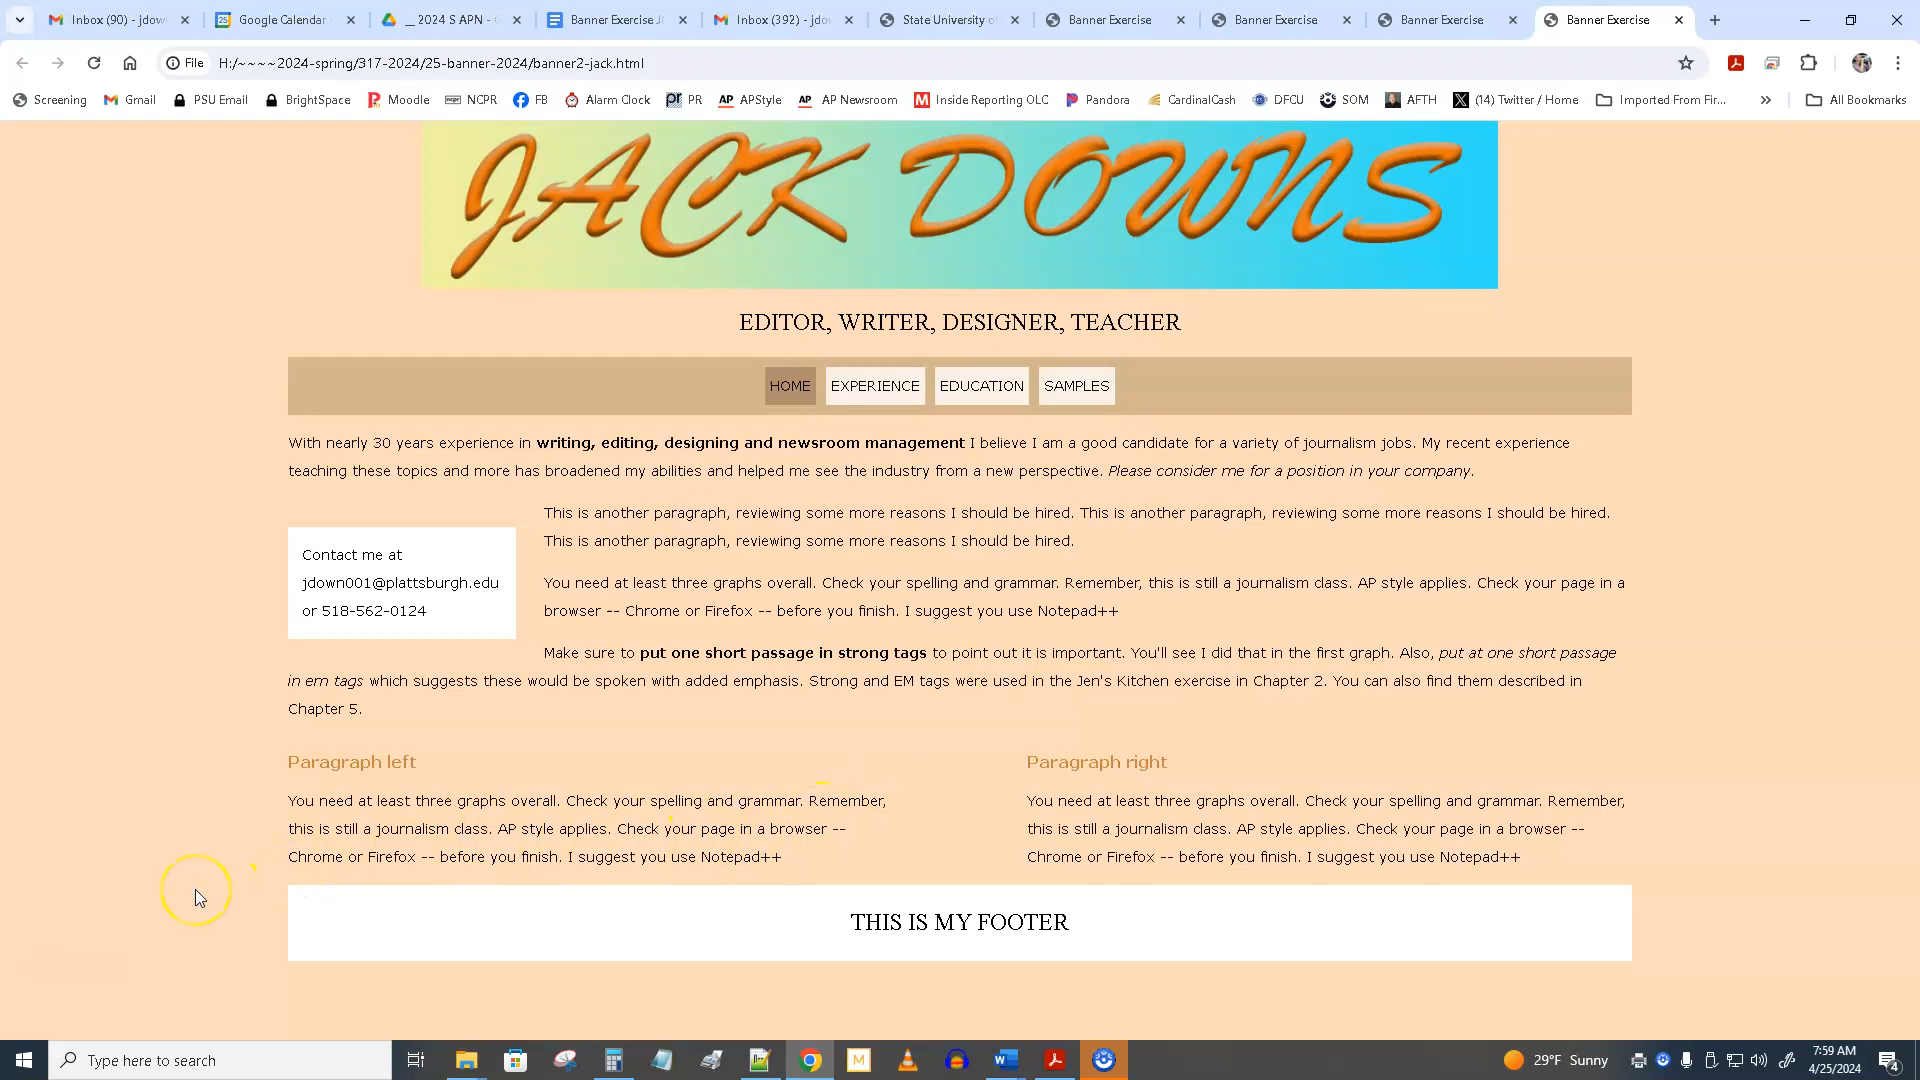 Inbox (90) - jdow
Google Calendar -
__ 2024 S APN - G
Banner Exercise J
Inbox (392) - jdo
State University o
Banner Exercise
Banner Exercise
Banner Exercise
Banner Exercise
File
H:/~~~~2024-spring/317-2024/25-banner-2024/banner2-jack.html
Screening
Gmail
PSU Email
BrightSpace
Moodle
NCPR
FB
Alarm Clock
PR
APStyle
AP Newsroom
Inside Reporting OLC
Pandora
CardinalCash
DFCU
SOM
AFTH
(14) Twitter / Home
Imported From Fir...
All Bookmarks
JACK DOWNS
EDITOR, WRITER, DESIGNER, TEACHER
HOME EXPERIENCE EDUCATION SAMPLES
With nearly 30 years experience in writing, editing, designing and newsroom management I believe I am a good candidate for a variety of journalism jobs. My recent experience
teaching these topics and more has broadened my abilities and helped me see the industry from a new perspective. Please consider me for a position in your company.
Contact me at
jdown001@plattsburgh.edu
or 518-562-0124
This is another paragraph, reviewing some more reasons I should be hired. This is another paragraph, reviewing some more reasons I should be hired.
This is another paragraph, reviewing some more reasons I should be hired.
You need at least three graphs overall. Check your spelling and grammar. Remember, this is still a journalism class. AP style applies. Check your page in a
browser -- Chrome or Firefox -- before you finish. I suggest you use Notepad++
Make sure to put one short passage in strong tags to point out it is important. You'll see I did that in the first graph. Also, put at one short passage
in em tags which suggests these would be spoken with added emphasis. Strong and EM tags were used in the Jen's Kitchen exercise in Chapter 2. You can also find them described in
Chapter 5.
Paragraph left
You need at least three graphs overall. Check your spelling and grammar. Remember,
this is still a journalism class. AP style applies. Check your page in a browser --
Chrome or Firefox -- before you finish. I suggest you use Notepad++
Paragraph right
You need at least three graphs overall. Check your spelling and grammar. Remember,
this is still a journalism class. AP style applies. Check your page in a browser --
Chrome or Firefox -- before you finish. I suggest you use Notepad++
THIS IS MY FOOTER
Type here to search
29°F Sunny
7:59 AM
4/25/2024
4